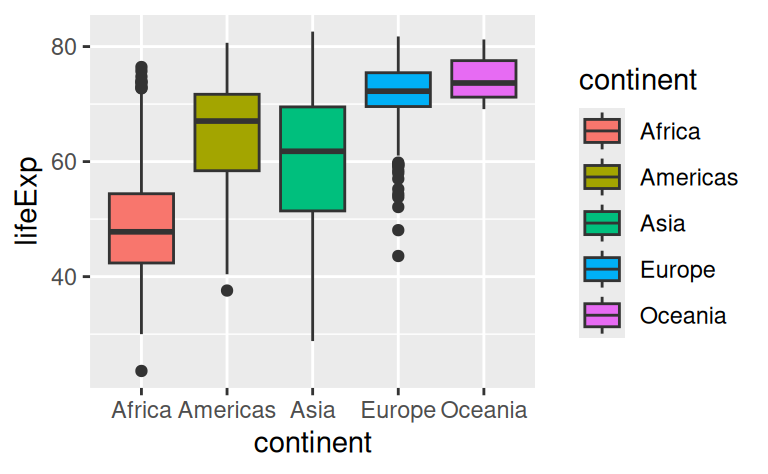 80
60
40
lifeExp
Africa Americas Asia Europe Oceania
continent
continent
Africa
Americas
Asia
Europe
Oceania